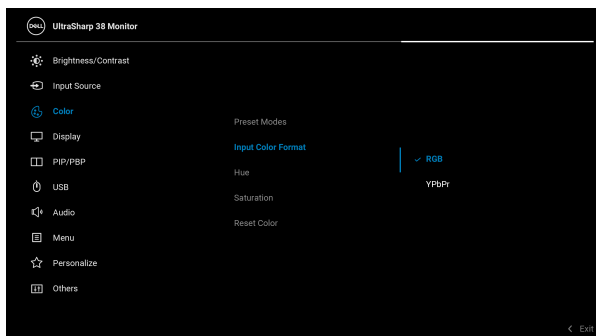 DELL UltraSharp 38 Monitor
Brightness/Contrast
Input Source
Color
Display
PIP/PBP
USB
Audio
Menu
Personalize
Others
Preset Modes
Input Color Format
Hue
Saturation
Reset Color
RGB
YPbPr
Exit